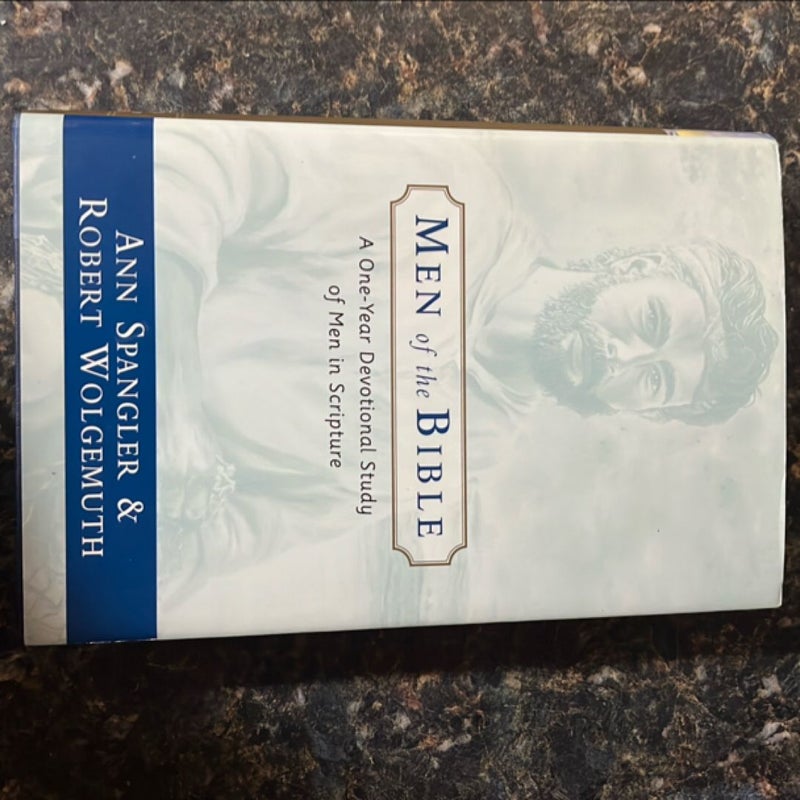 MEN of the BIBLE
A One-Year Devotional Study
of Men in Scripture
ANN SPANGLER &
ROBERT WOLGEMUTH